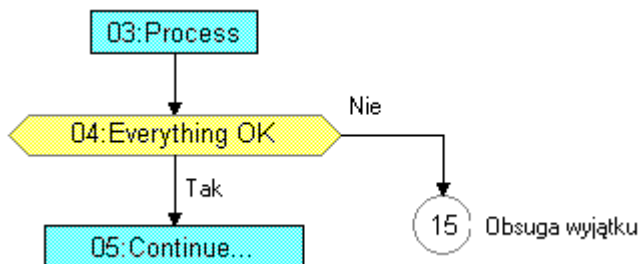 03:Process
04:Everything OK
Nie
Tak
15 Obsuga wyjątku
05:Continue...